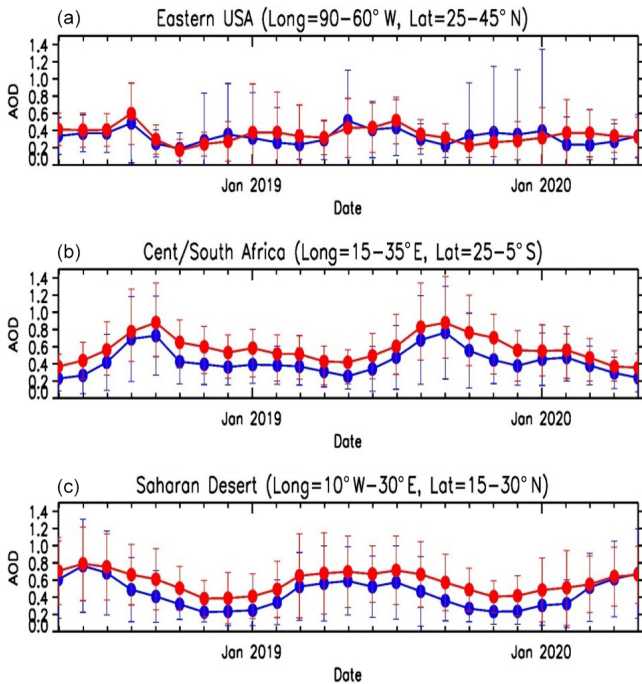 (a) Eastern USA (Long=90−60° W, Lat=25−45° N)
AOD
1.4
1.2
1.0
0.8
0.6
0.4
0.2
0.0
Jan 2019 Jan 2020
Date
(b) Cent/South Africa (Long=15−35° E, Lat=25−5° S)
AOD
1.4
1.2
1.0
0.8
0.6
0.4
0.2
0.0
Jan 2019 Jan 2020
Date
(c) Saharan Desert (Long=10° W−30° E, Lat=15−30° N)
AOD
1.4
1.2
1.0
0.8
0.6
0.4
0.2
0.0
Jan 2019 Jan 2020
Date